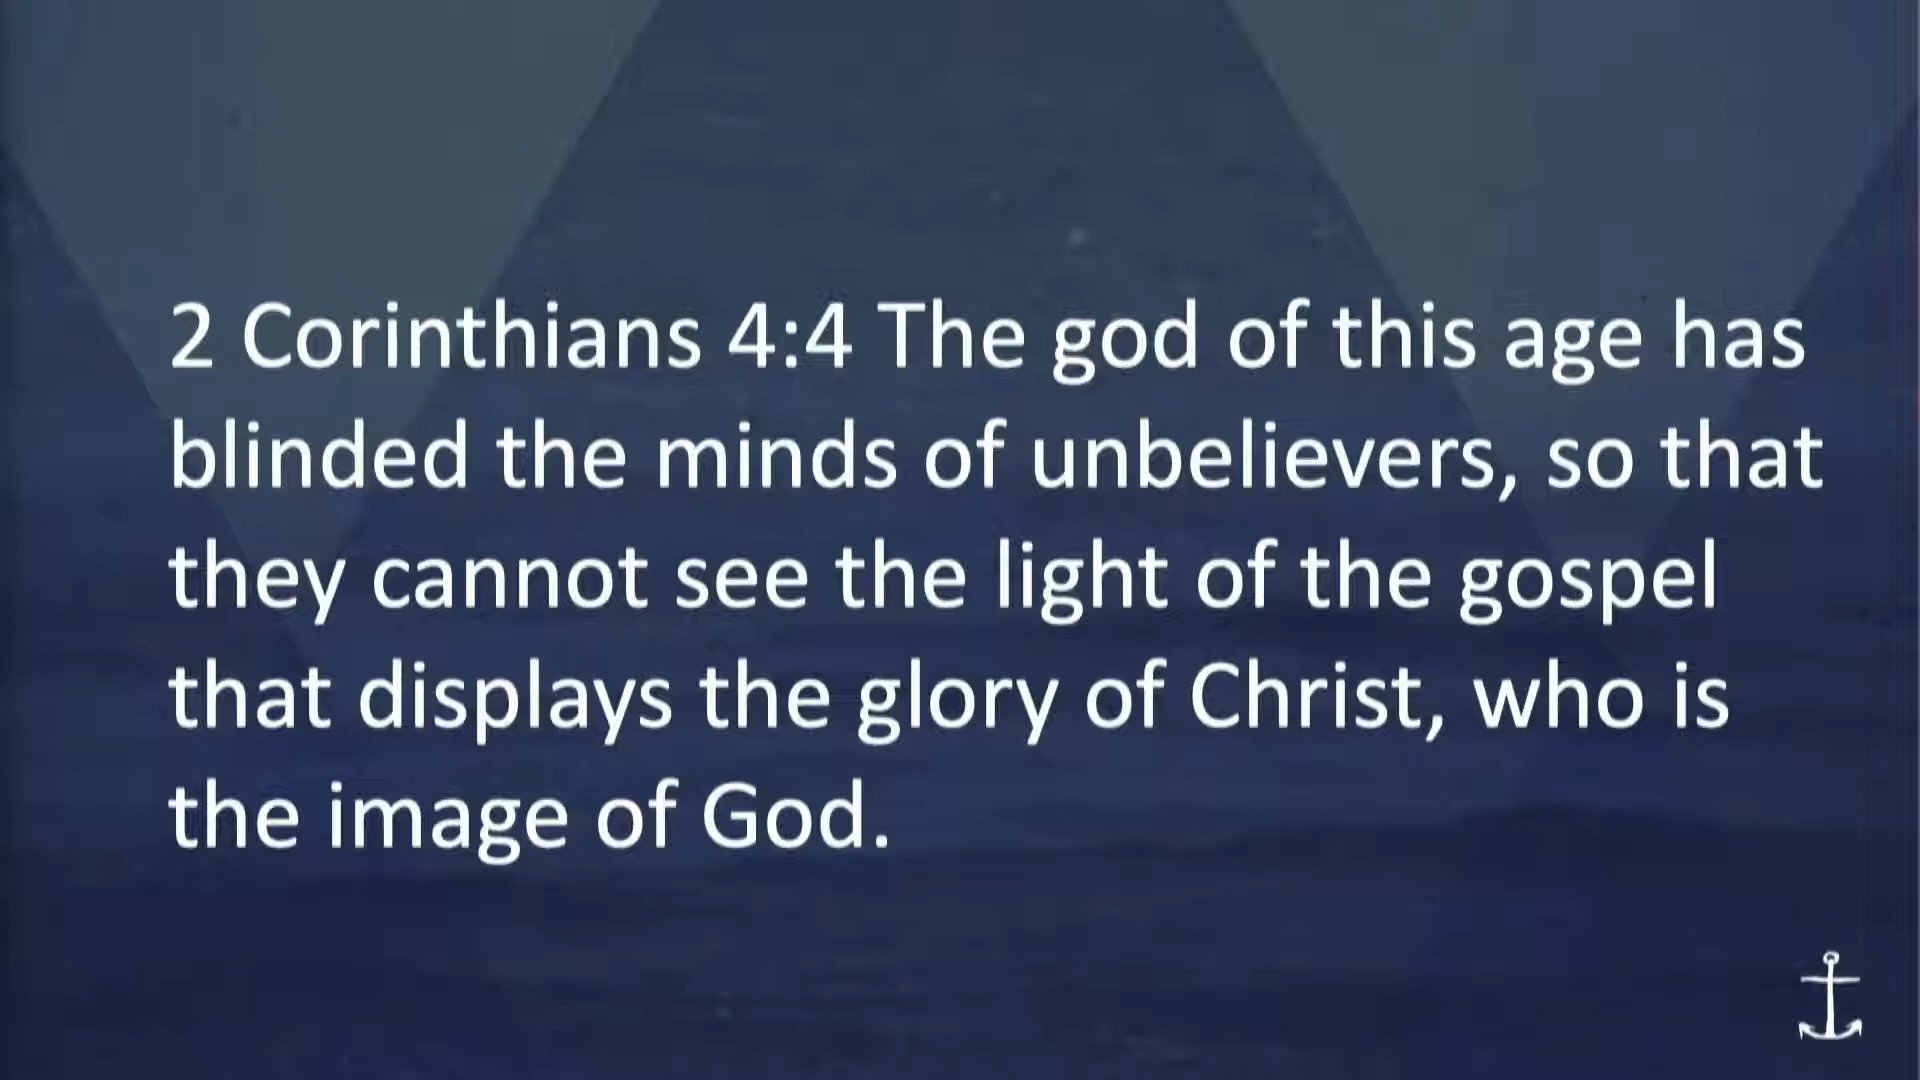 2 Corinthians 4:4 The god of this age has
blinded the minds of unbelievers, so that
they cannot see the light of the gospel
that displays the glory of Christ, who is
the image of God.